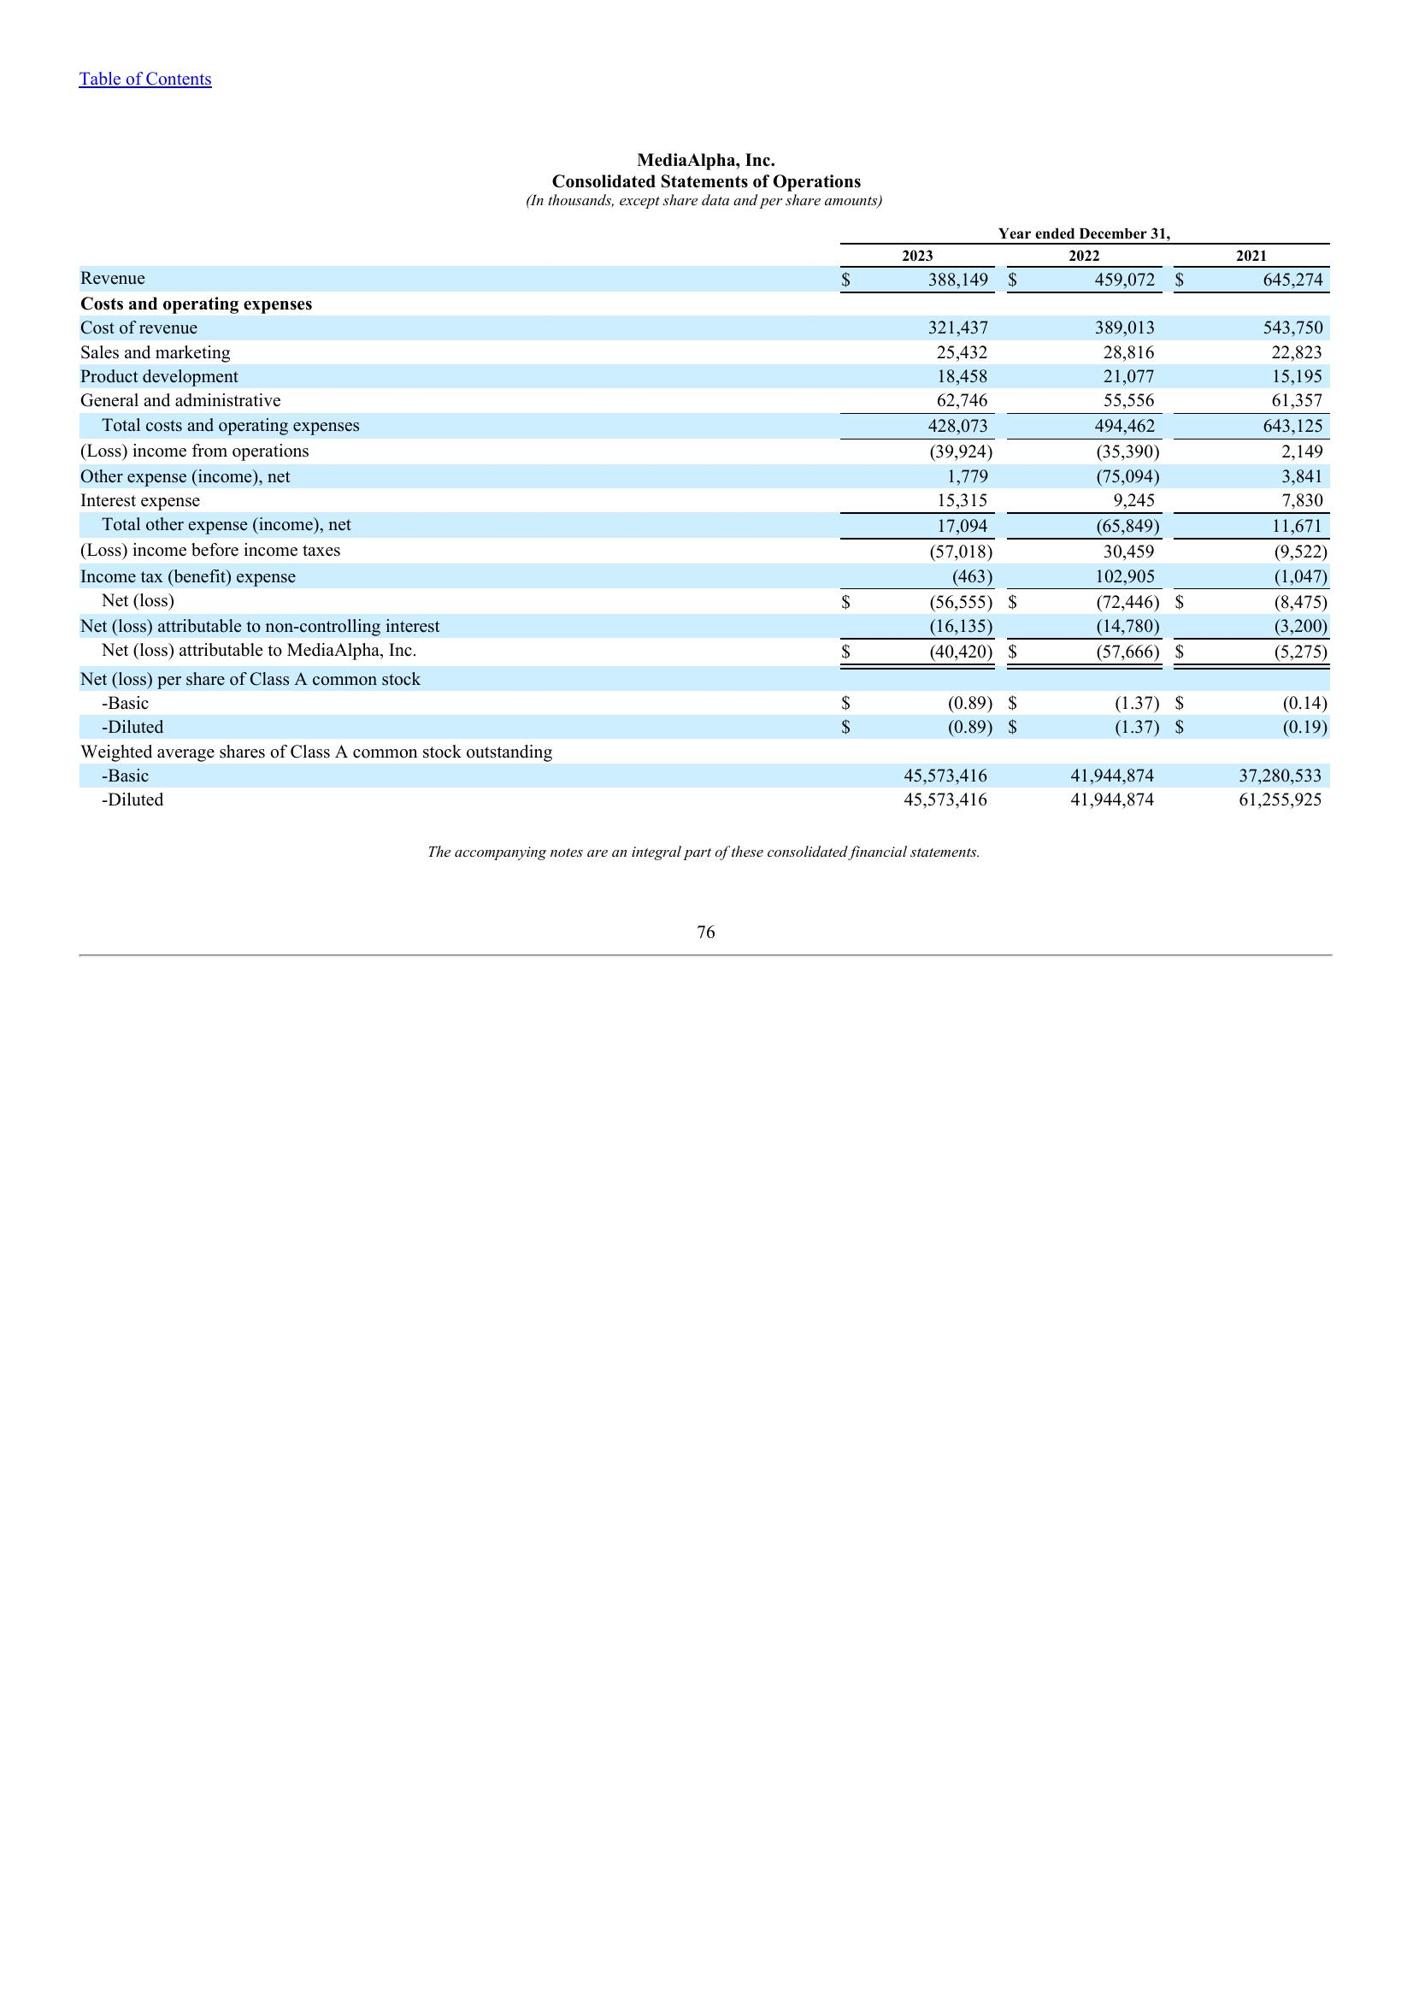 Table of Contents
MediaAlpha, Inc.
Consolidated Statements of Operations
(In thousands, except share data and per share amounts)
Year ended December 31,
2023 2022 2021
Revenue $ 388,149 $ 459,072 $ 645,274
Costs and operating expenses
Cost of revenue 321,437 389,013 543,750
Sales and marketing 25,432 28,816 22,823
Product development 18,458 21,077 15,195
General and administrative 62,746 55,556 61,357
Total costs and operating expenses 428,073 494,462 643,125
(Loss) income from operations (39,924) (35,390) 2,149
Other expense (income), net 1,779 (75,094) 3,841
Interest expense 15,315 9,245 7,830
Total other expense (income), net 17,094 (65,849) 11,671
(Loss) income before income taxes (57,018) 30,459 (9,522)
Income tax (benefit) expense (463) 102,905 (1,047)
Net (loss) $ (56,555) $ (72,446) $ (8,475)
Net (loss) attributable to non-controlling interest (16,135) (14,780) (3,200)
Net (loss) attributable to MediaAlpha, Inc. $ (40,420) $ (57,666) $ (5,275)
Net (loss) per share of Class A common stock
-Basic $ (0.89) $ (1.37) $ (0.14)
-Diluted $ (0.89) $ (1.37) $ (0.19)
Weighted average shares of Class A common stock outstanding
-Basic 45,573,416 41,944,874 37,280,533
-Diluted 45,573,416 41,944,874 61,255,925
The accompanying notes are an integral part of these consolidated financial statements.
76